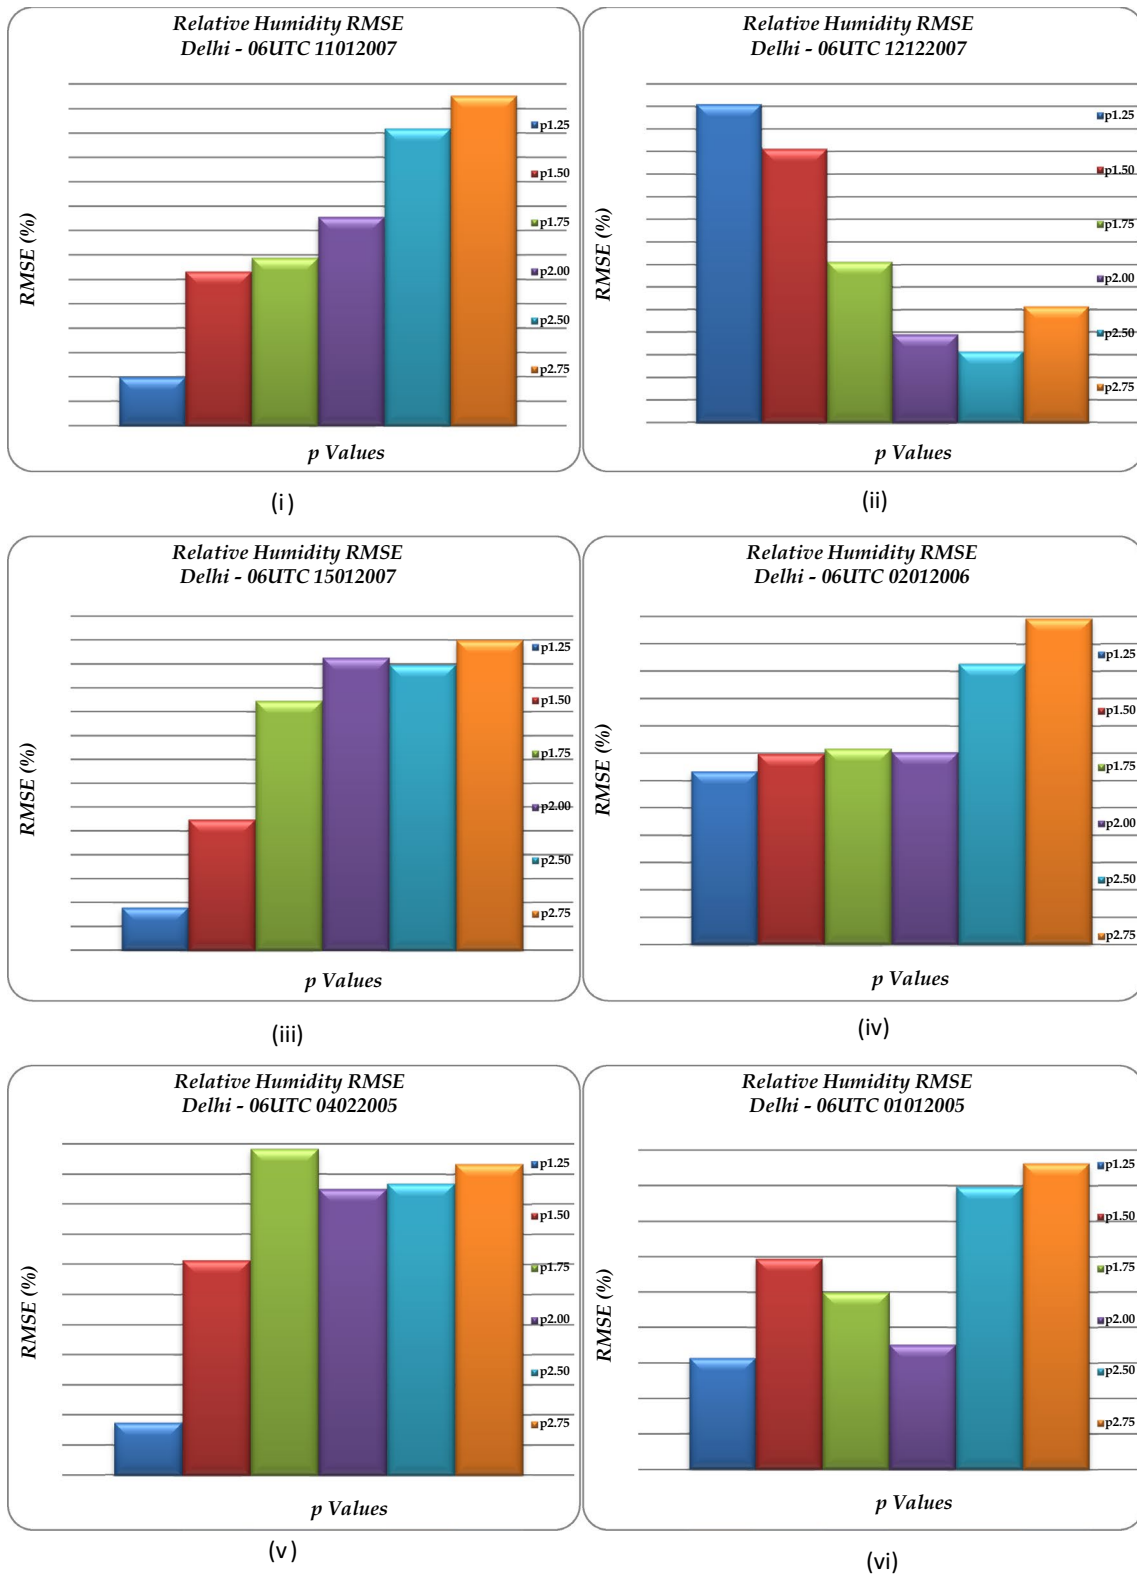 Relative Humidity RMSE
Delhi - 06UTC 11012007
RMSE (%)
p1.25
p1.50
p1.75
p2.00
p2.50
p2.75
p Values
(i)
Relative Humidity RMSE
Delhi - 06UTC 12122007
RMSE (%)
p1.25
p1.50
p1.75
p2.00
p2.50
p2.75
p Values
(ii)
Relative Humidity RMSE
Delhi - 06UTC 15012007
RMSE (%)
p1.25
p1.50
p1.75
p2.00
p2.50
p2.75
p Values
(iii)
Relative Humidity RMSE
Delhi - 06UTC 02012006
RMSE (%)
p1.25
p1.50
p1.75
p2.00
p2.50
p2.75
p Values
(iv)
Relative Humidity RMSE
Delhi - 06UTC 04022005
RMSE (%)
p1.25
p1.50
p1.75
p2.00
p2.50
p2.75
p Values
(v)
Relative Humidity RMSE
Delhi - 06UTC 01012005
RMSE (%)
p1.25
p1.50
p1.75
p2.00
p2.50
p2.75
p Values
(vi)